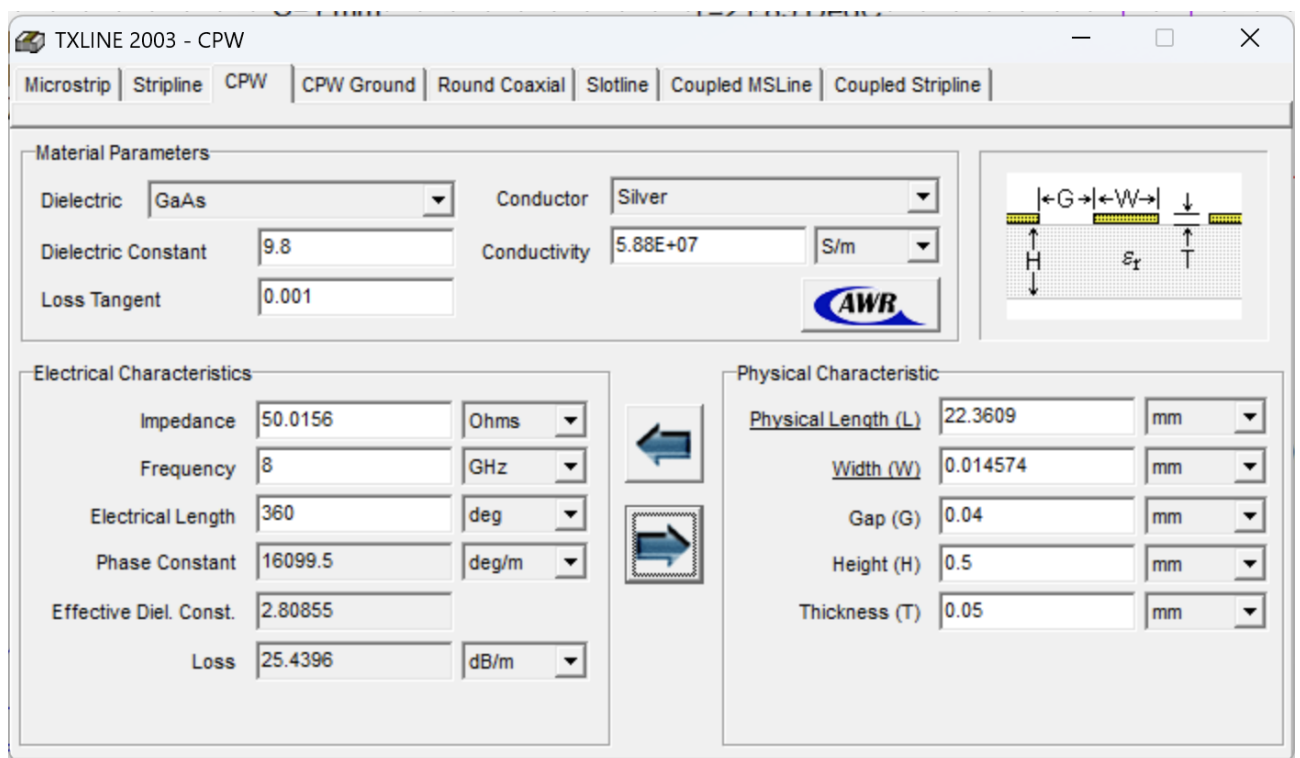 TXLINE 2003 - CPW
Microstrip Stripline CPW CPW Ground Round Coaxial Slotline Coupled MSLine Coupled Stripline
Material Parameters
Dielectric GaAs Conductor Silver
Dielectric Constant 9.8 Conductivity 5.88E+07 S/m
Loss Tangent 0.001
AWR
G W
H εr T
Electrical Characteristics
Impedance 50.0156 Ohms
Frequency 8 GHz
Electrical Length 360 deg
Phase Constant 16099.5 deg/m
Effective Diel. Const. 2.80855
Loss 25.4396 dB/m
Physical Characteristic
Physical Length (L) 22.3609 mm
Width (W) 0.014574 mm
Gap (G) 0.04 mm
Height (H) 0.5 mm
Thickness (T) 0.05 mm